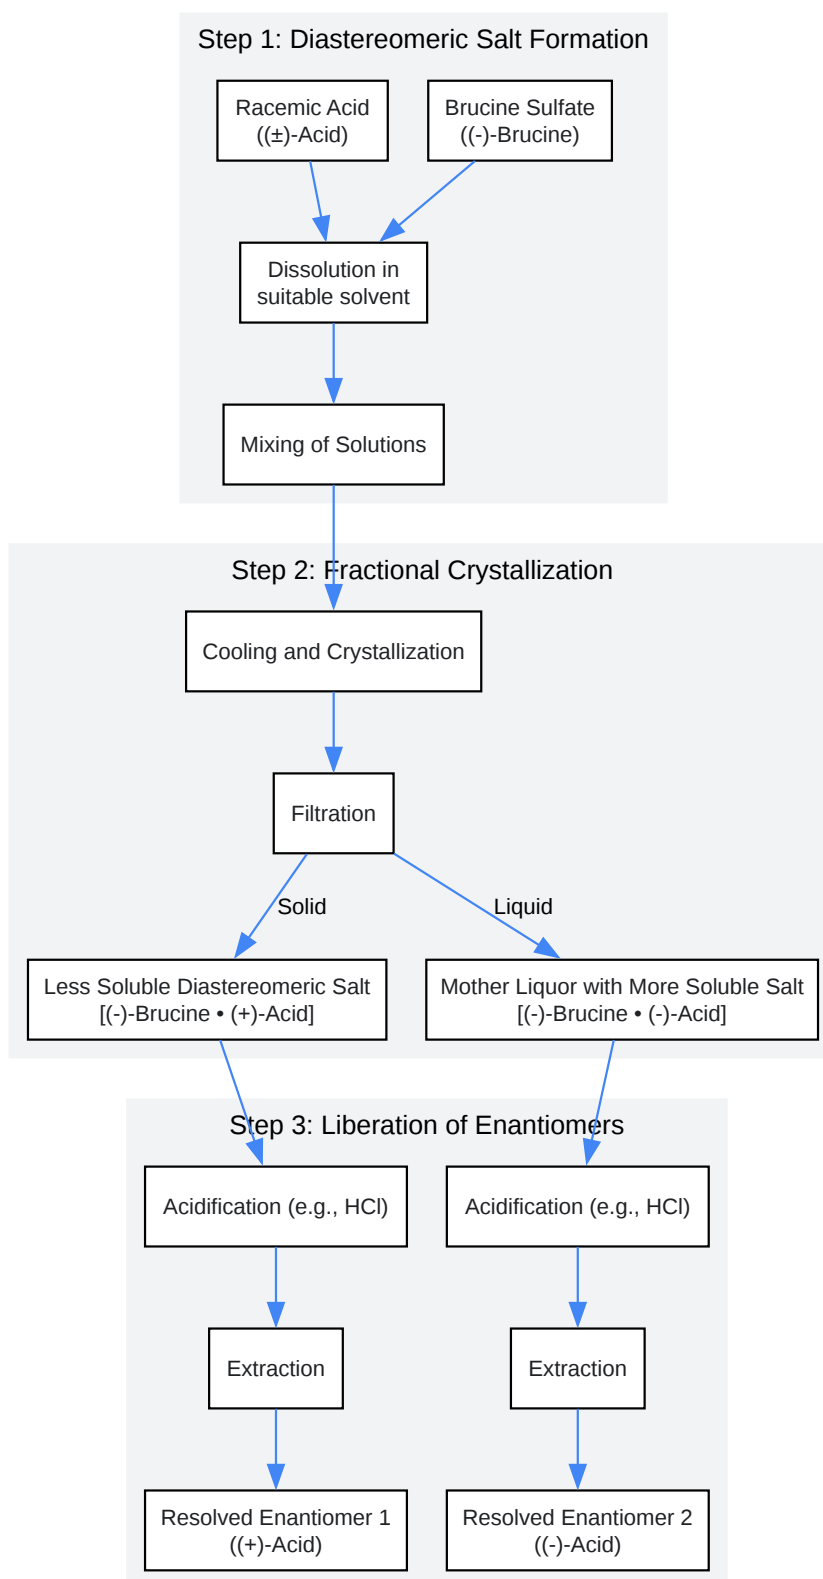 Step 1: Diastereomeric Salt Formation
Racemic Acid
((±)-Acid)
Brucine Sulfate
((-)-Brucine)
Dissolution in
suitable solvent
Mixing of Solutions
Step 2: Fractional Crystallization
Cooling and Crystallization
Filtration
Solid
Liquid
Less Soluble Diastereomeric Salt
[(-)-Brucine • (+)-Acid]
Mother Liquor with More Soluble Salt
[(-)-Brucine • (-)-Acid]
Step 3: Liberation of Enantiomers
Acidification (e.g., HCl)
Acidification (e.g., HCl)
Extraction
Extraction
Resolved Enantiomer 1
((+)-Acid)
Resolved Enantiomer 2
((-)-Acid)